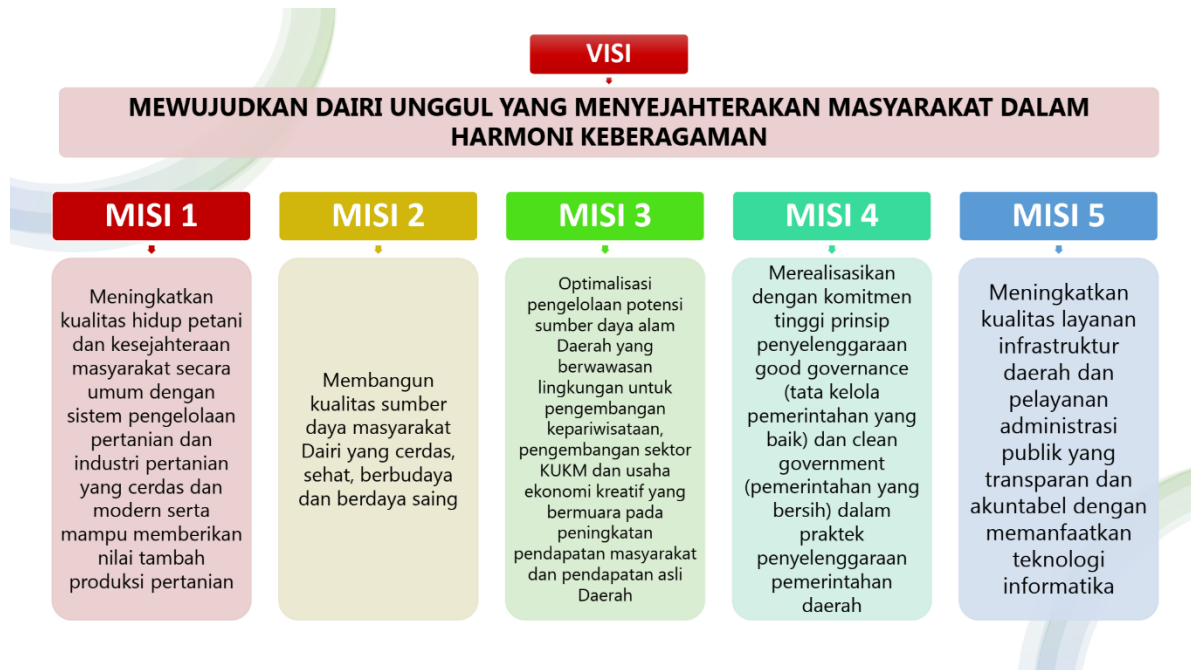 VISI
MEWUJUDKAN DAIRI UNGGUL YANG MENYEJAHTERAKAN MASYARAKAT DALAM
HARMONI KEBERAGAMAN
MISI 1
Meningkatkan
kualitas hidup petani
dan kesejahteraan
masyarakat secara
umum dengan
sistem pengelolaan
pertanian dan
industri pertanian
yang cerdas dan
modern serta
mampu memberikan
nilai tambah
produksi pertanian
MISI 2
Membangun
kualitas sumber
daya masyarakat
Dairi yang cerdas,
sehat, berbudaya
dan berdaya saing
MISI 3
Optimalisasi
pengelolaan potensi
sumber daya alam
Daerah yang
berwawasan
lingkungan untuk
pengembangan
kepariwisataan,
pengembangan sektor
KUKM dan usaha
ekonomi kreatif yang
bermuara pada
peningkatan
pendapatan masyarakat
dan pendapatan asli
Daerah
MISI 4
Merealisasikan
dengan komitmen
tinggi prinsip
penyelenggaraan
good governance
(tata kelola
pemerintahan yang
baik) dan clean
government
(pemerintahan yang
bersih) dalam
praktek
penyelenggaraan
pemerintahan
daerah
MISI 5
Meningkatkan
kualitas layanan
infrastruktur
daerah dan
pelayanan
administrasi
publik yang
transparan dan
akuntabel dengan
memanfaatkan
teknologi
informatika